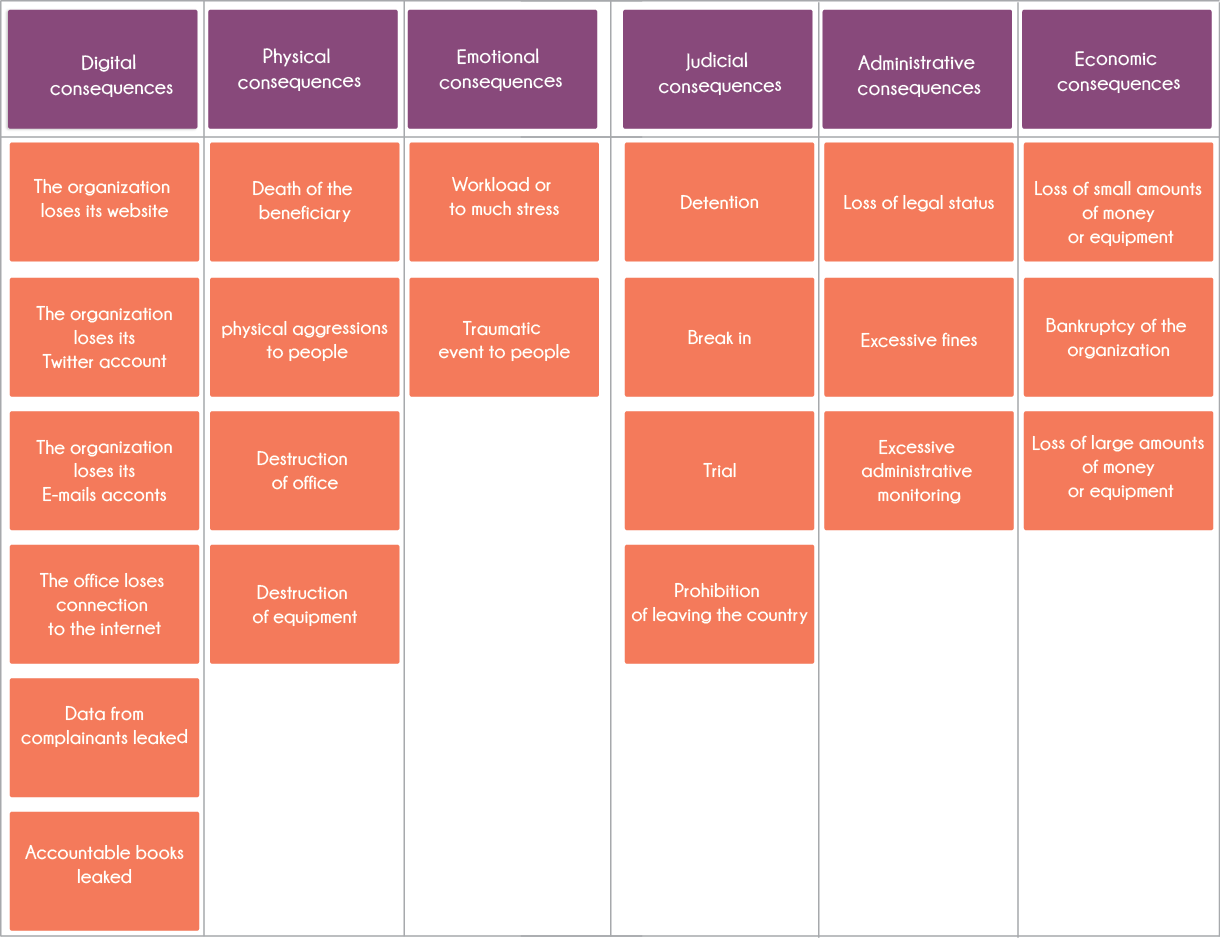 Digital
consequences
Physical
consequences
Emotional
consequences
Judicial
consequences
Administrative
consequences
Economic
consequences
The organization
loses its website
Death of the
beneficiary
Workload or
to much stress
Detention
Loss of legal status
Loss of small amounts
of money
or equipment
The organization
loses its
Twitter account
physical aggressions
to people
Traumatic
event to people
Break in
Excessive fines
Bankruptcy of the
organization
The organization
loses its
E-mails acconts
Destruction
of office
Trial
Excessive
administrative
monitoring
Loss of large amounts
of money
or equipment
The office loses
connection
to the internet
Destruction
of equipment
Prohibition
of leaving the country
Data from
complainants leaked
Accountable books
leaked